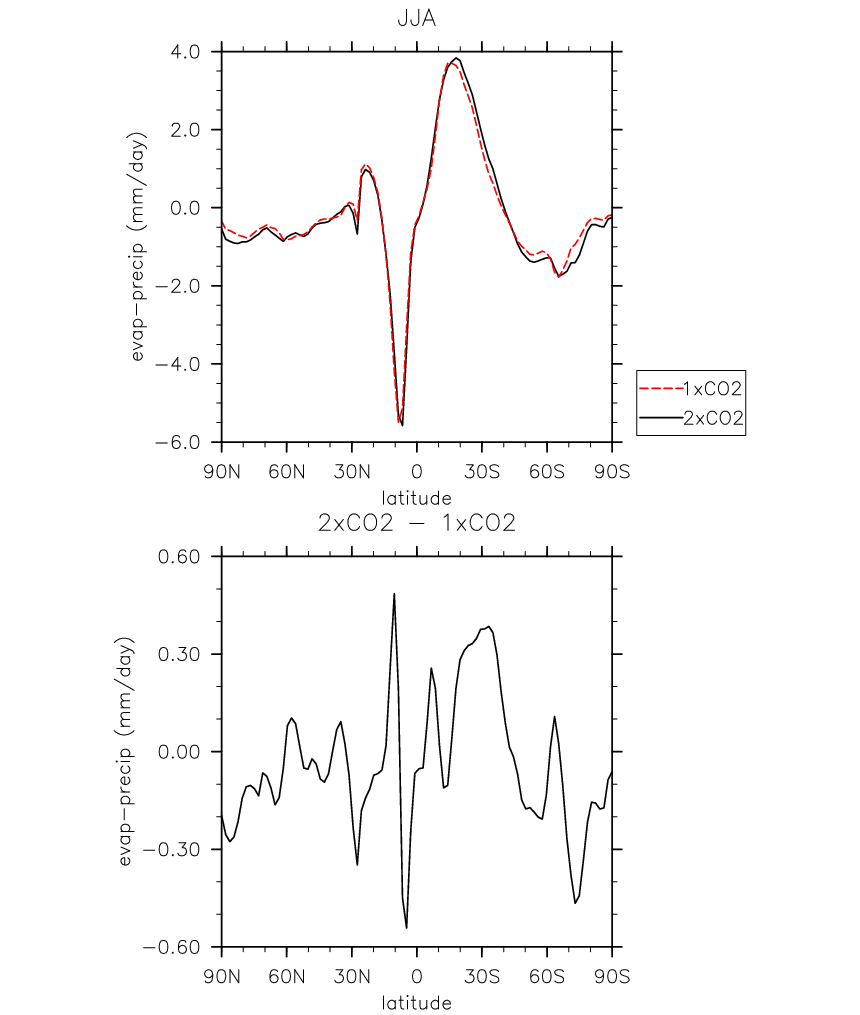 JJA
4.0
2.0
0.0
−2.0
−4.0
−6.0
evap−precip (mm/day)
90N 60N 30N 0 30S 60S 90S
latitude
1xCO2
2xCO2
2xCO2 − 1xCO2
0.60
0.30
0.00
−0.30
−0.60
evap−precip (mm/day)
90N 60N 30N 0 30S 60S 90S
latitude